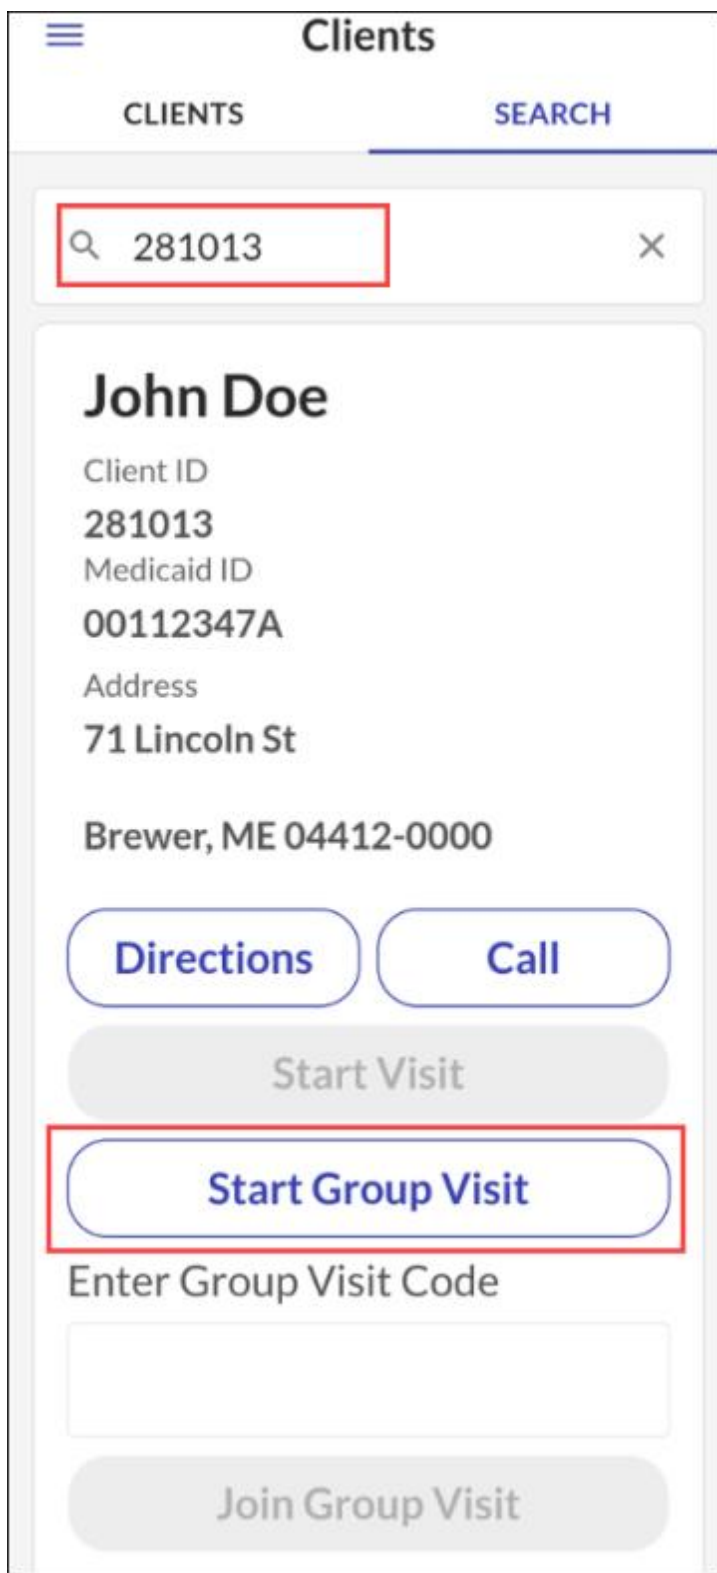 Clients
CLIENTS
SEARCH
281013
John Doe
Client ID
281013
Medicaid ID
00112347A
Address
71 Lincoln St
Brewer, ME 04412-0000
Directions
Call
Start Visit
Start Group Visit
Enter Group Visit Code
Join Group Visit